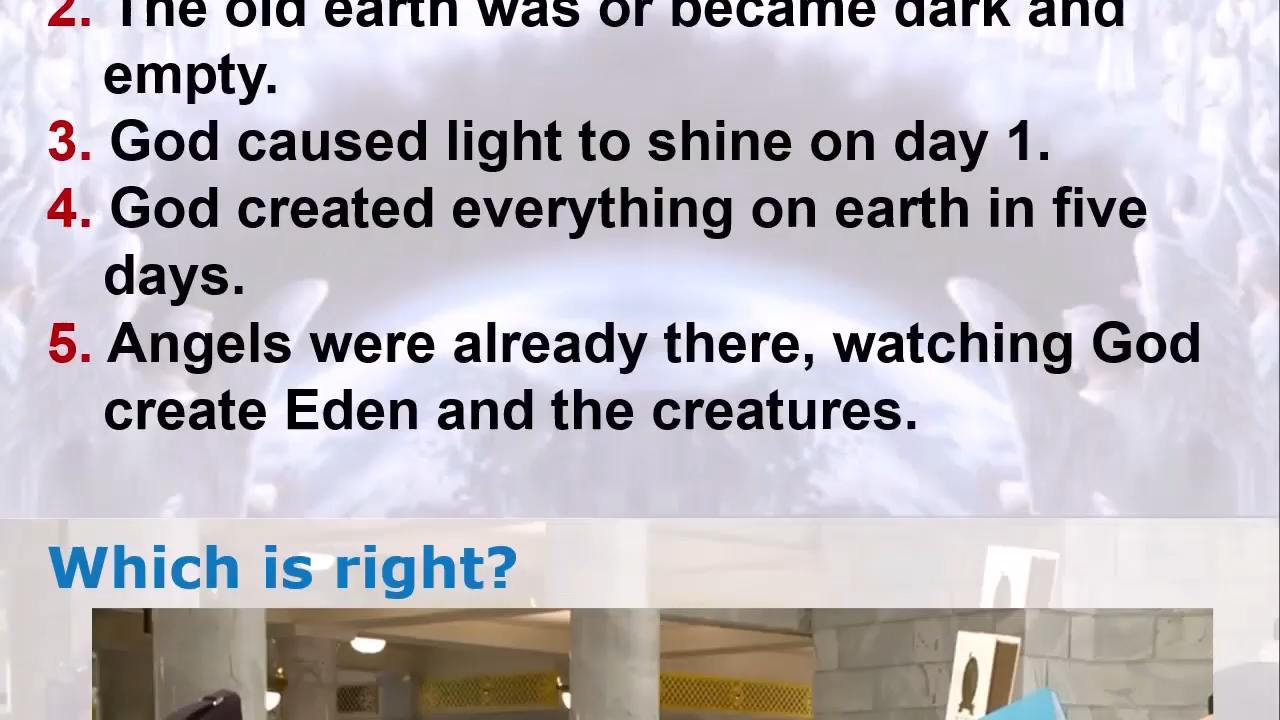 2. The old earth was or became dark and
empty.
3. God caused light to shine on day 1.
4. God created everything on earth in five
days.
5. Angels were already there, watching God
create Eden and the creatures.
Which is right?